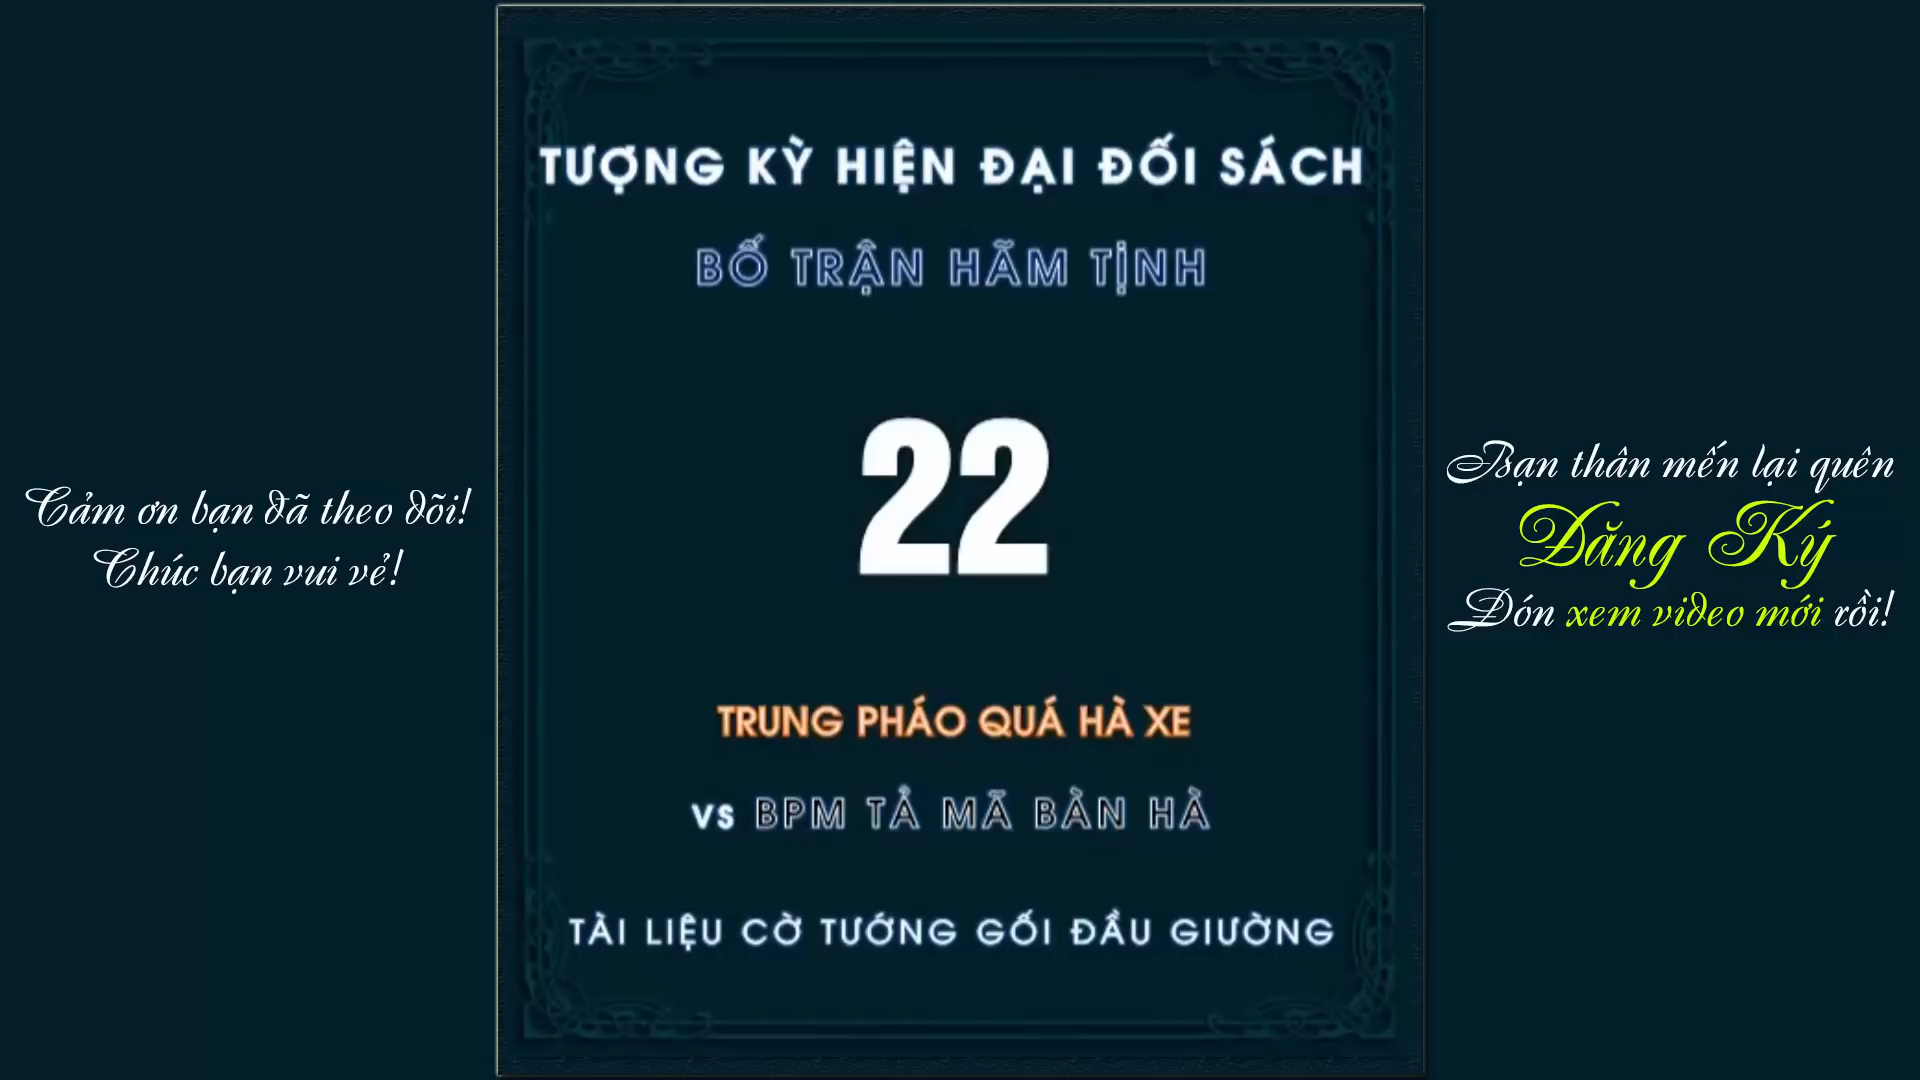 TƯỢNG KỲ HIỆN ĐẠI ĐỐI SÁCH
BỐ TRẬN HÃM TỊNH
22
TRUNG PHÁO QUÁ HÀ XE
vs BPM TẢ MÃ BÀN HÀ
TÀI LIỆU CỜ TƯỚNG GỐI ĐẦU GIƯỜNG
Cảm ơn bạn đã theo dõi!
Chúc bạn vui vẻ!
Bạn thân mến lại quên
Đăng Ký
Đón xem video mới rồi!